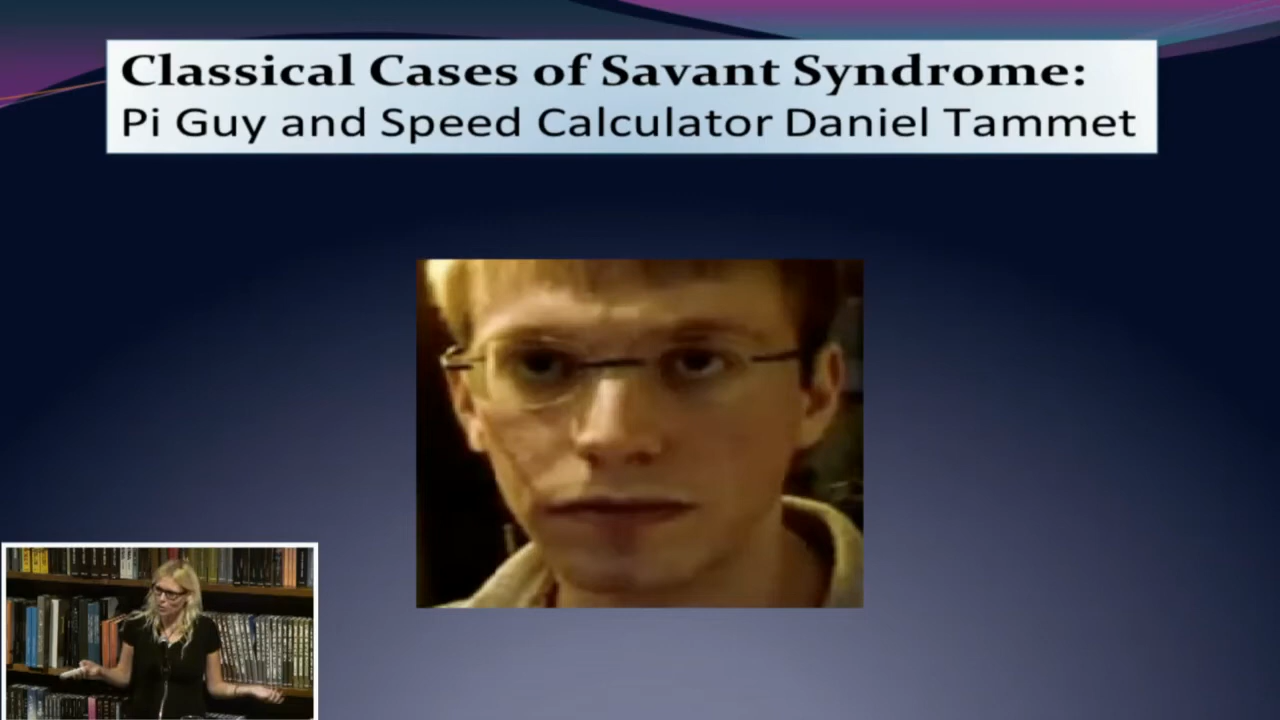 Classical Cases of Savant Syndrome:
Pi Guy and Speed Calculator Daniel Tammet